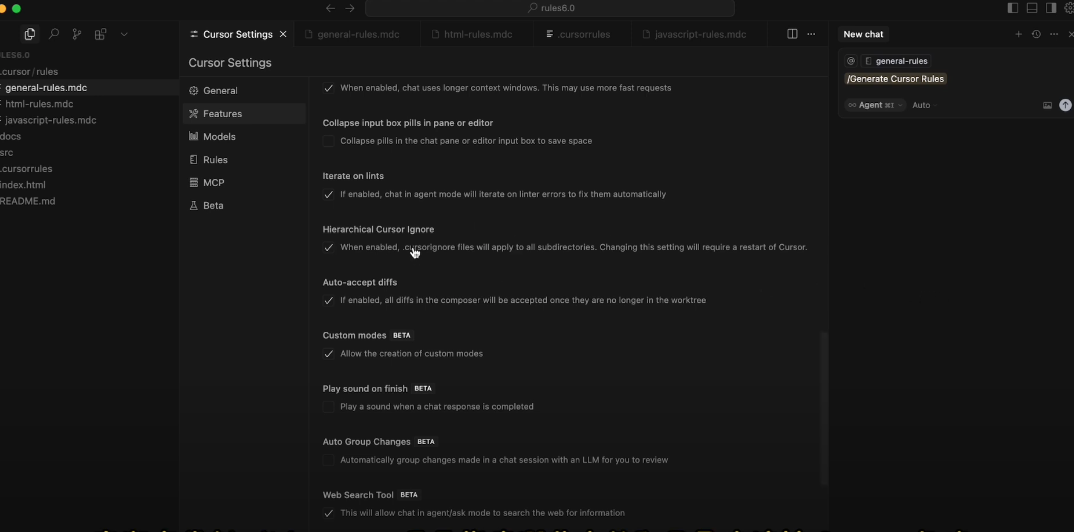 rules6.0
Cursor Settings
general-rules.mdc
html-rules.mdc
.cursorrules
javascript-rules.mdc
New chat
LES6.0
.cursor/rules
general-rules.mdc
html-rules.mdc
javascript-rules.mdc
docs
src
.cursorrules
index.html
README.md
Cursor Settings
General
Features
Models
Rules
MCP
Beta
When enabled, chat uses longer context windows. This may use more fast requests
Collapse input box pills in pane or editor
Collapse pills in the chat pane or editor input box to save space
Iterate on lints
If enabled, chat in agent mode will iterate on linter errors to fix them automatically
Hierarchical Cursor Ignore
When enabled, .cursorignore files will apply to all subdirectories. Changing this setting will require a restart of Cursor.
Auto-accept diffs
If enabled, all diffs in the composer will be accepted once they are no longer in the worktree
Custom modes BETA
Allow the creation of custom modes
Play sound on finish BETA
Play a sound when a chat response is completed
Auto Group Changes BETA
Automatically group changes made in a chat session with an LLM for you to review
Web Search Tool BETA
This will allow chat in agent/ask mode to search the web for information
@ general-rules
/Generate Cursor Rules
∞ Agent ⌘I Auto